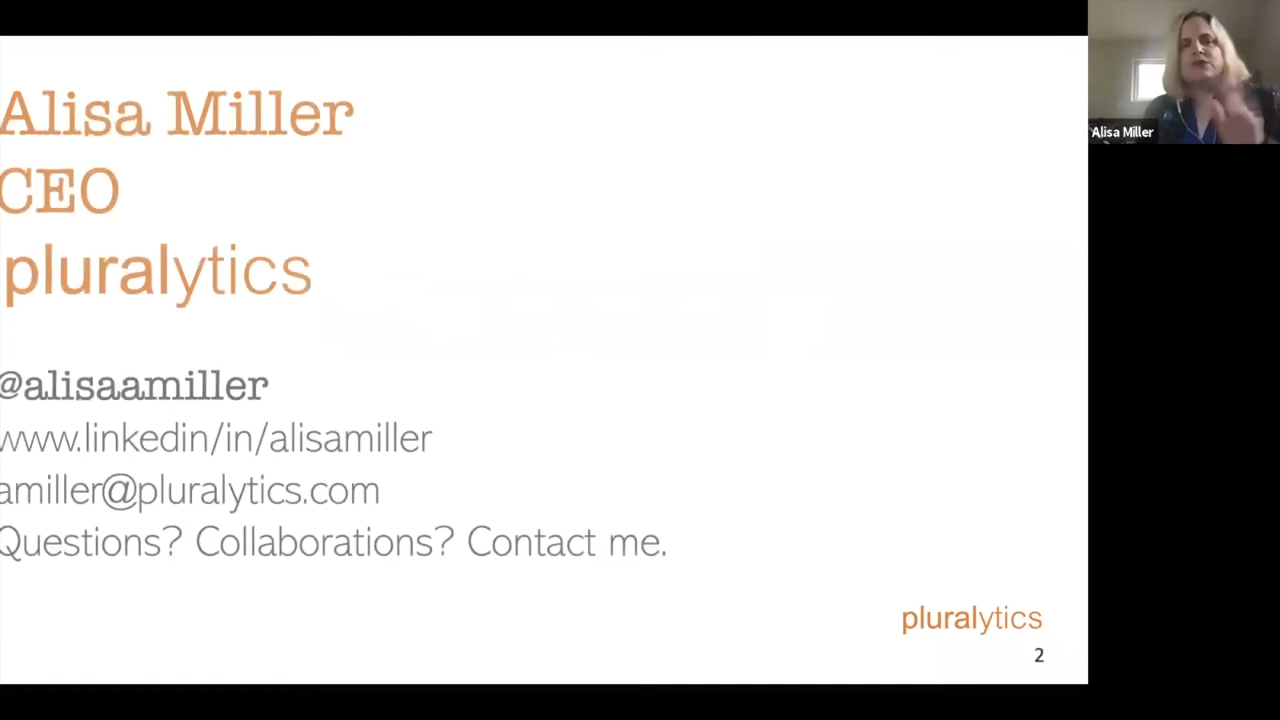 Alisa Miller
CEO
pluralytics
@alisaamiller
www.linkedin/in/alisamiller
amiller@pluralytics.com
Questions? Collaborations? Contact me.
pluralytics
2
Alisa Miller